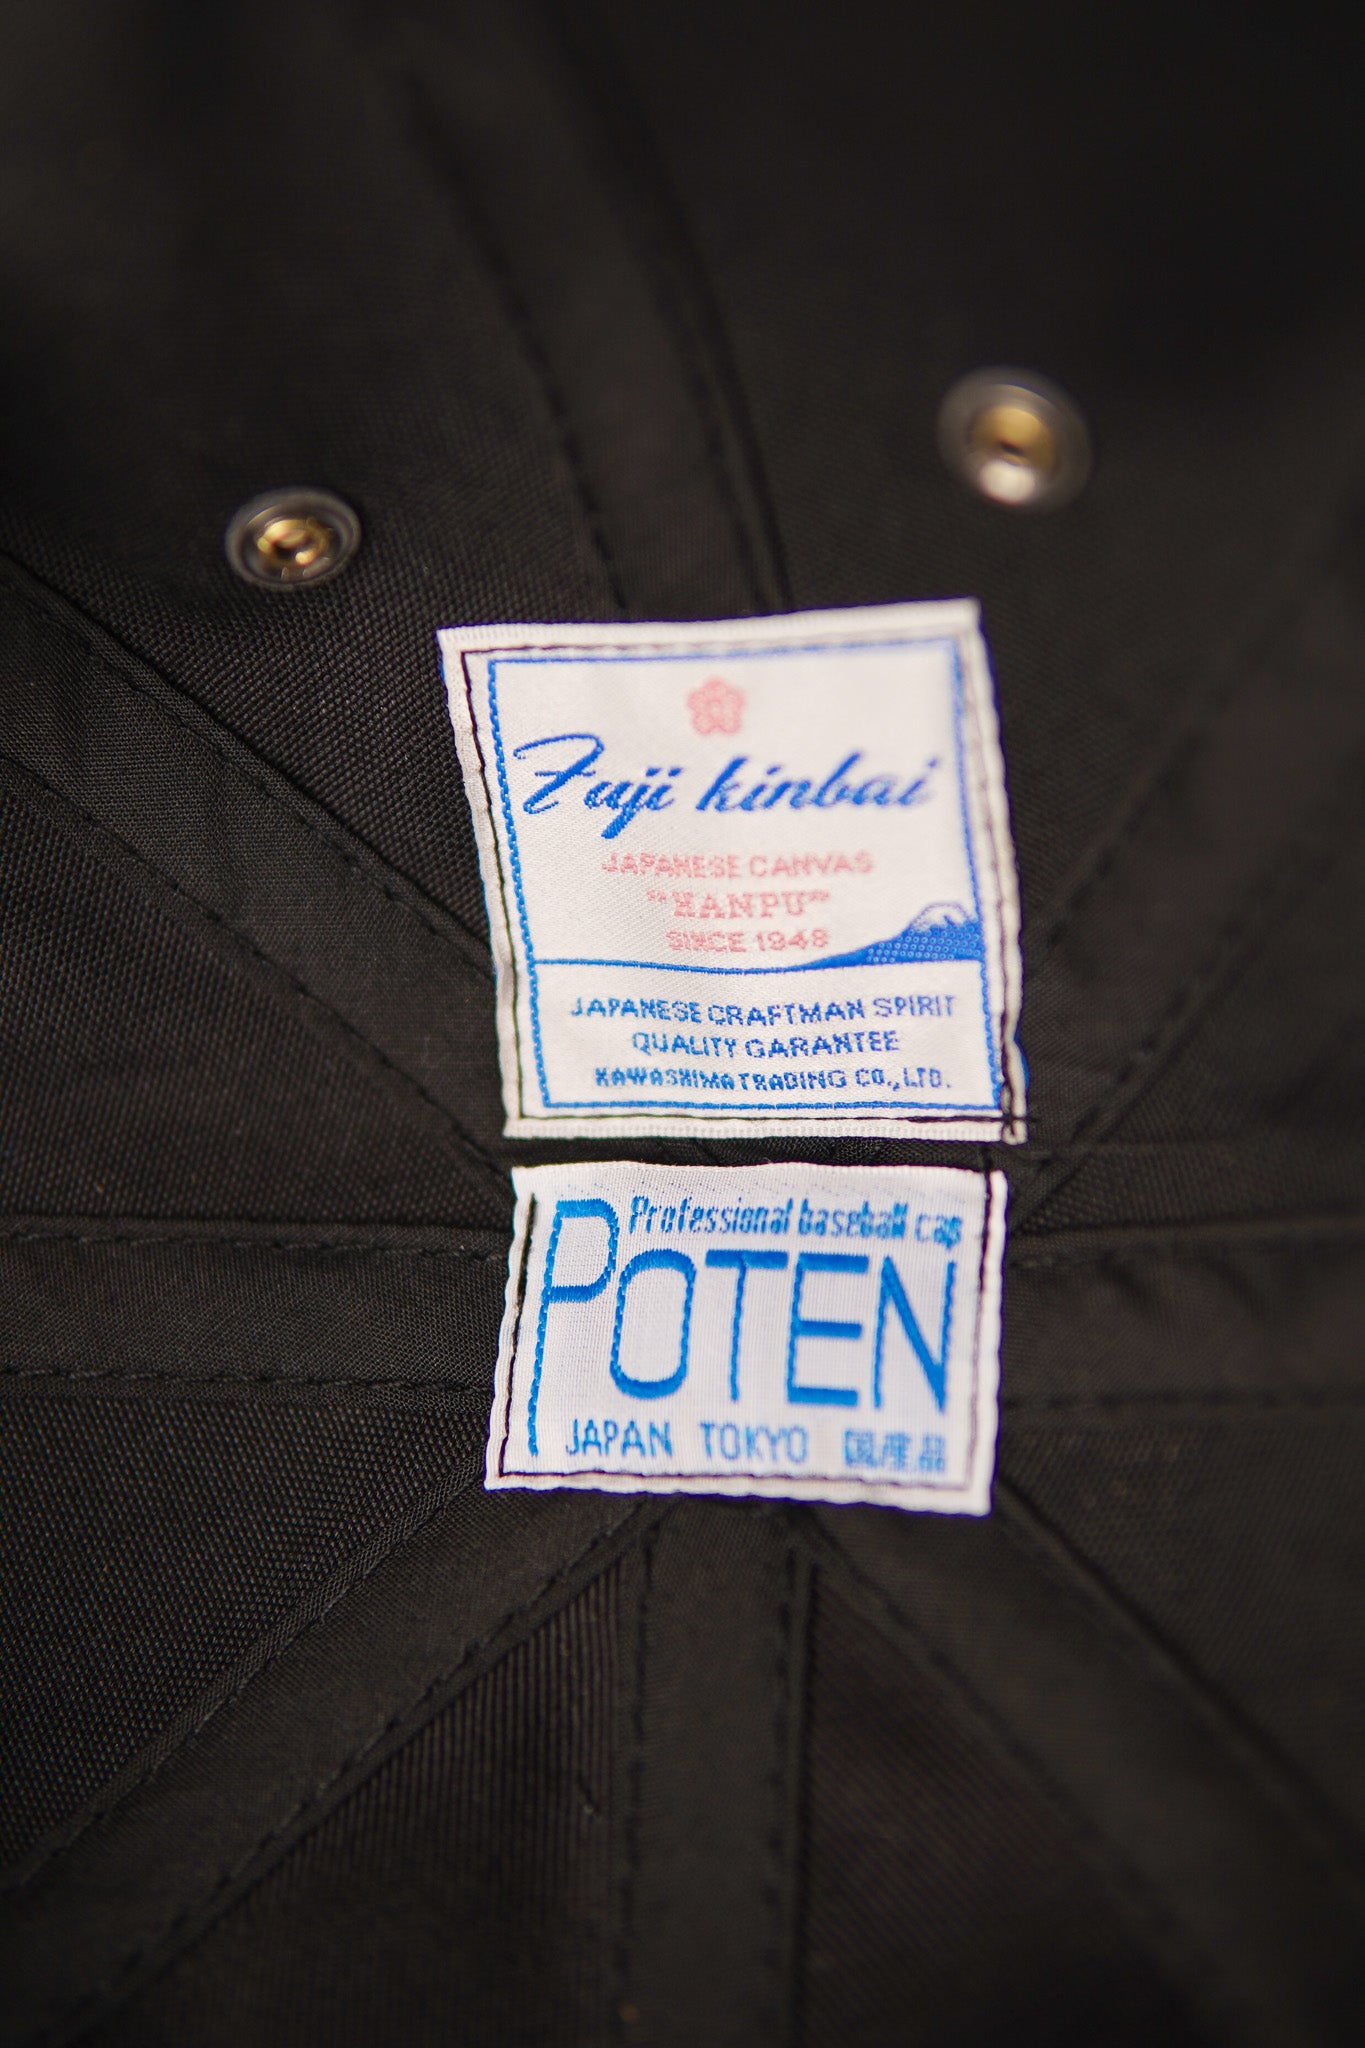 Fuji kinbai
JAPANESE CANVAS
"HANPU"
SINCE 1948
JAPANESE CRAFTMAN SPIRIT
QUALITY GARANTEE
KAWASHIMA TRADING CO.,LTD.
Professional baseball cap
POTEN
JAPAN TOKYO 国産品